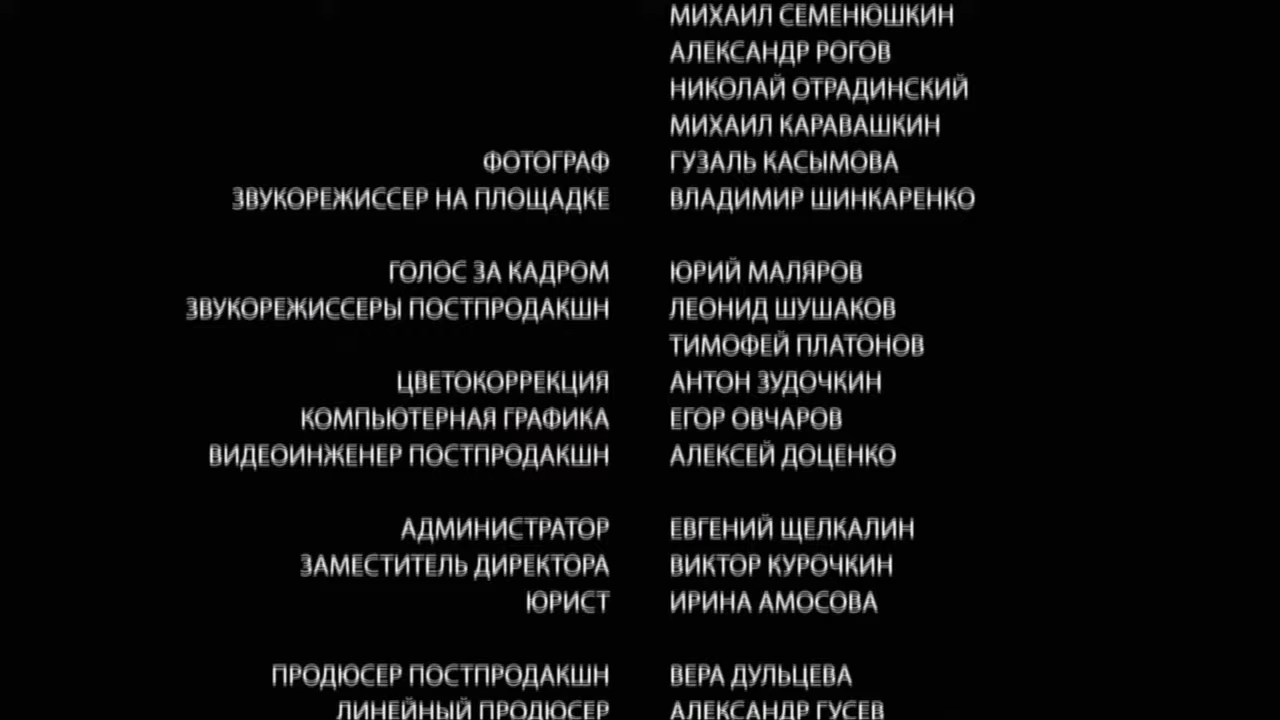 МИХАИЛ СЕМЕНЮШКИН
АЛЕКСАНДР РОГОВ
НИКОЛАЙ ОТРАДИНСКИЙ
МИХАИЛ КАРАВАШКИН
ФОТОГРАФ ГУЗАЛЬ КАСЫМОВА
ЗВУКОРЕЖИССЕР НА ПЛОЩАДКЕ ВЛАДИМИР ШИНКАРЕНКО
ГОЛОС ЗА КАДРОМ ЮРИЙ МАЛЯРОВ
ЗВУКОРЕЖИССЕРЫ ПОСТПРОДАКШН ЛЕОНИД ШУШАКОВ
ТИМОФЕЙ ПЛАТОНОВ
ЦВЕТОКОРРЕКЦИЯ АНТОН ЗУДОЧКИН
КОМПЬЮТЕРНАЯ ГРАФИКА ЕГОР ОВЧАРОВ
ВИДЕОИНЖЕНЕР ПОСТПРОДАКШН АЛЕКСЕЙ ДОЦЕНКО
АДМИНИСТРАТОР ЕВГЕНИЙ ЩЕЛКАЛИН
ЗАМЕСТИТЕЛЬ ДИРЕКТОРА ВИКТОР КУРОЧКИН
ЮРИСТ ИРИНА АМОСОВА
ПРОДЮСЕР ПОСТПРОДАКШН ВЕРА ДУЛЬЦЕВА
ЛИНЕЙНЫЙ ПРОДЮСЕР АЛЕКСАНДР ГУСЕВ